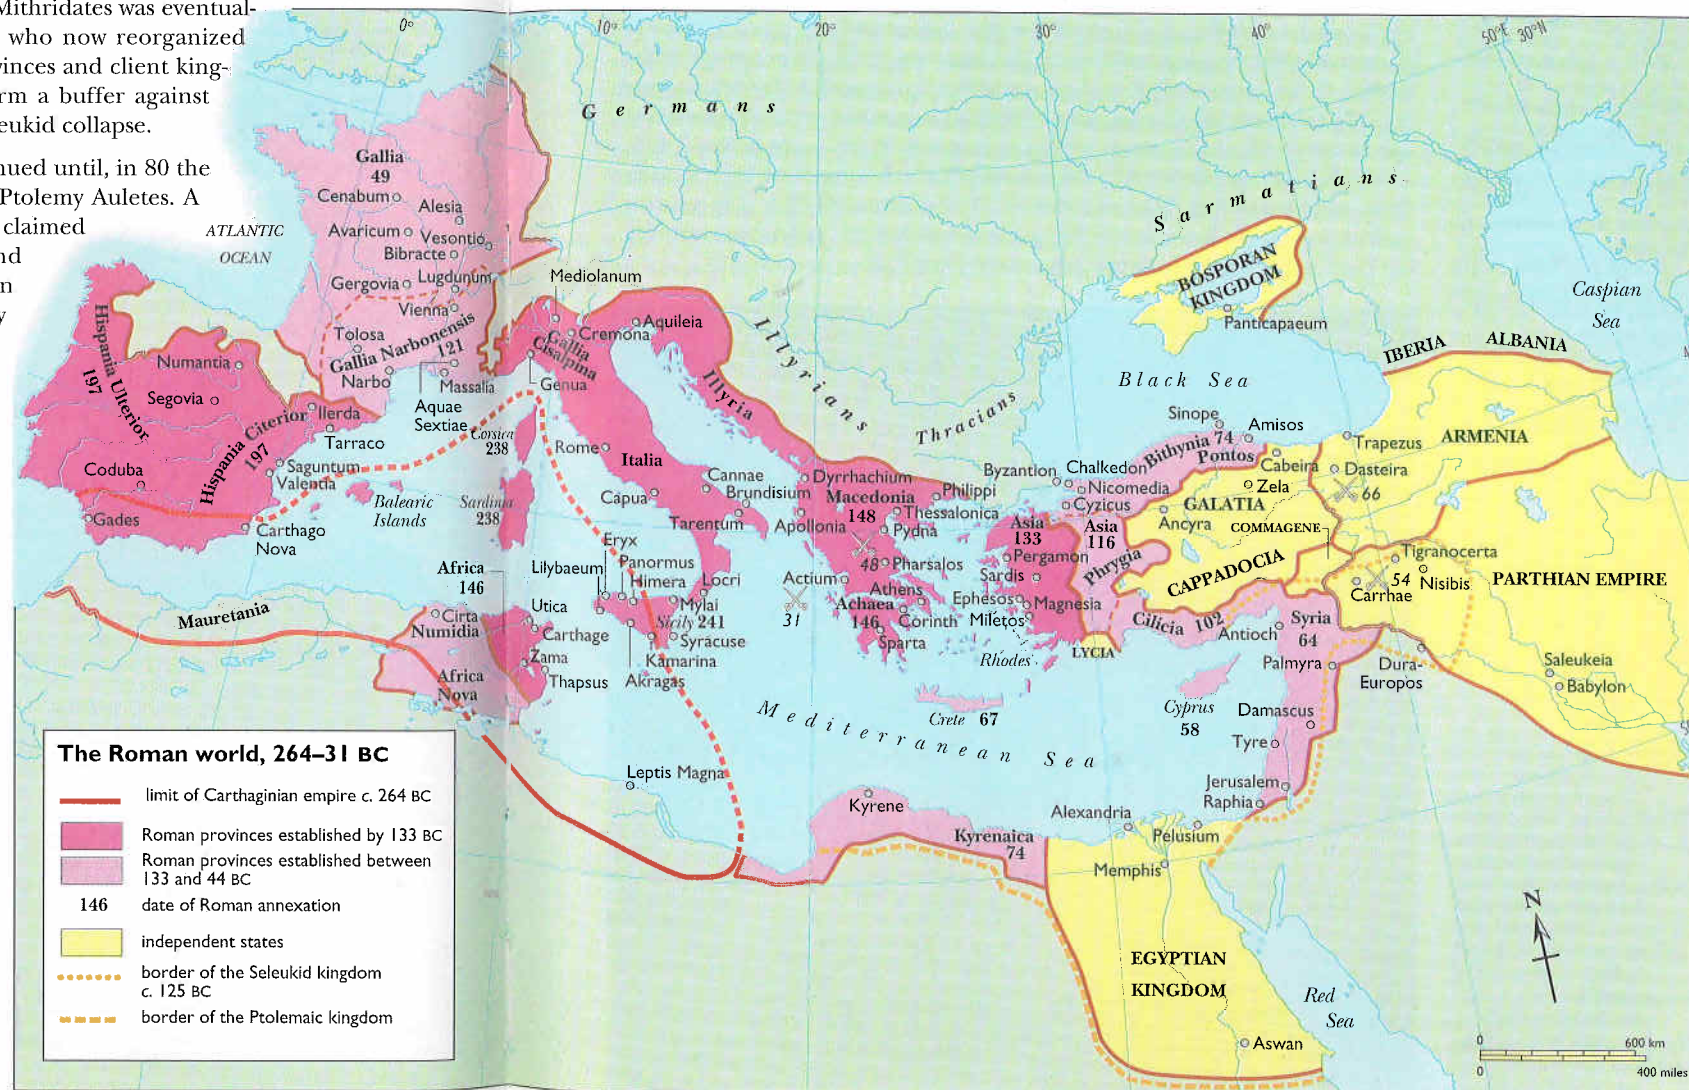 Mithridates was eventual-
who now reorganized
vinces and client king-
rm a buffer against
eukid collapse.
nued until, in 80 the
Ptolemy Auletes. A
claimed
nd
n
y
0°
10°
20°
30°
40°
50°E 30°N
Germans
Sarmatians
Illyrians
Thracians
ATLANTIC
OCEAN
Gallia
49
Cenabum
Alesia
Avaricum
Vesontio
Bibracte
Gergovia
Lugdunum
Vienna
Tolosa
Gallia Narbonensis
121
Narbo
Massalia
Aquae
Sextiae
Mediolanum
Cremona
Aquileia
Gallia
Cisalpina
Genua
Illyria
Hispania Ulterior
197
Numantia
Segovia
Hispania Citerior
197
Ilerda
Tarraco
Saguntum
Valentia
Coduba
Gades
Carthago
Nova
Balearic
Islands
Corsica
238
Sardinia
238
Rome
Italia
Capua
Cannae
Brundisium
Tarentum
Eryx
Panormus
Lilybaeum
Himera
Locri
Mylai
Sicily 241
Syracuse
Kamarina
Akragas
Africa
146
Utica
Carthage
Zama
Thapsus
Cirta
Numidia
Africa
Nova
Mauretania
Leptis Magna
Dyrrhachium
Macedonia
148
Apollonia
Philippi
Thessalonica
Pydna
48
Pharsalos
Actium
31
Athens
Achaea
146
Corinth
Sparta
Mediterranean Sea
Crete 67
Rhodes
Black Sea
BOSPORAN
KINGDOM
Panticapaeum
Caspian
Sea
IBERIA
ALBANIA
ARMENIA
Sinope
Amisos
Trapezus
Bithynia 74
Pontos
Byzantion
Chalkedon
Nicomedia
Cyzicus
Cabeira
Dasteira
66
Zela
GALATIA
Ancyra
COMMAGENE
CAPPADOCIA
Asia
133
Asia
116
Pergamon
Phrygia
Sardis
Ephesos
Magnesia
Miletos
LYCIA
Cilicia 102
Tigranocerta
54
Nisibis
Carrhae
PARTHIAN EMPIRE
Syria
64
Antioch
Palmyra
Dura-
Europos
Saleukeia
Babylon
Cyprus
58
Damascus
Tyre
Jerusalem
Raphia
Kyrene
Kyrenaica
74
Alexandria
Pelusium
Memphis
EGYPTIAN
KINGDOM
Aswan
Red
Sea
N
0 600 km
0 400 miles
The Roman world, 264–31 BC
limit of Carthaginian empire c. 264 BC
Roman provinces established by 133 BC
Roman provinces established between
133 and 44 BC
146 date of Roman annexation
independent states
border of the Seleukid kingdom
c. 125 BC
border of the Ptolemaic kingdom